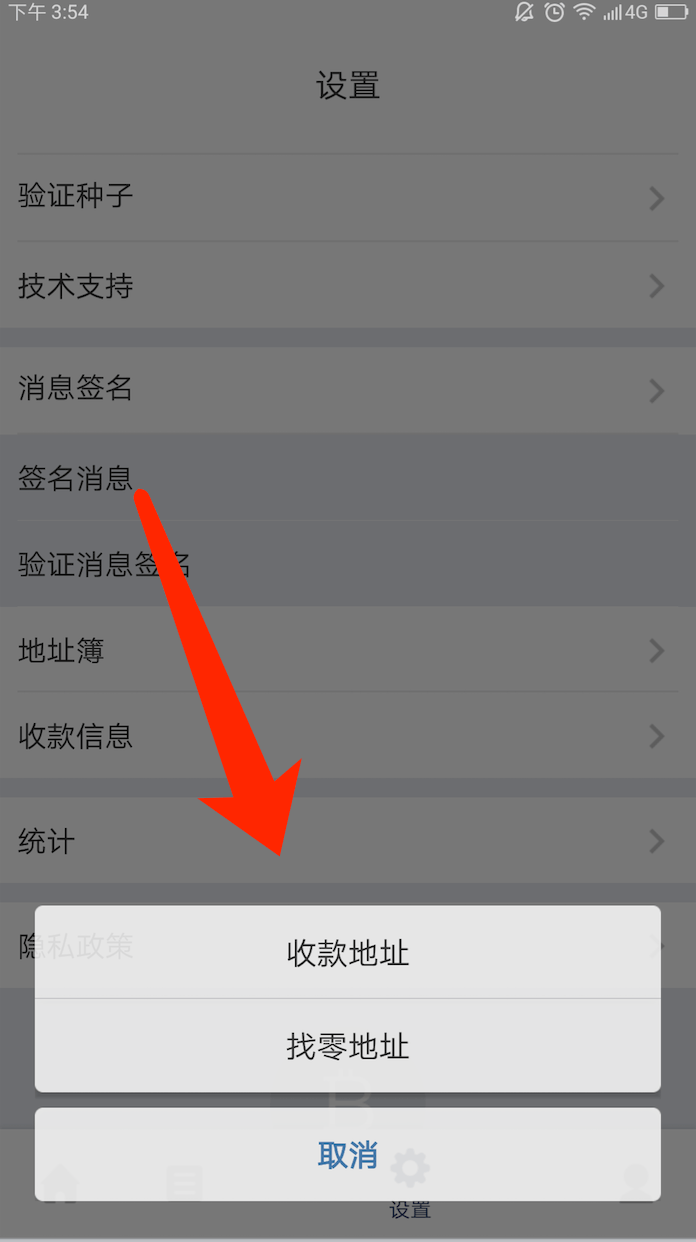 下午 3:54
4G
设置
验证种子
技术支持
消息签名
签名消息
验证消息签名
地址簿
收款信息
统计
隐私政策
收款地址
找零地址
取消
设置